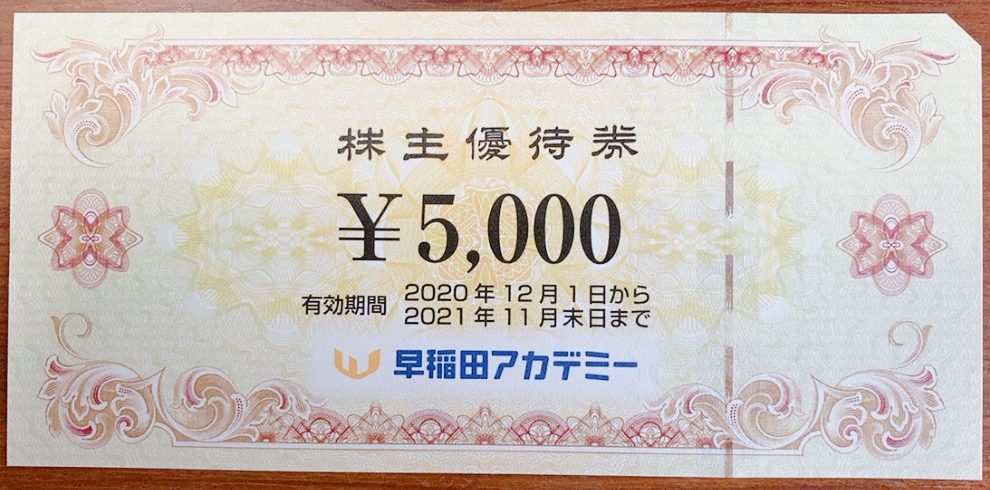 株主優待券
¥5,000
有効期間
2020年12月1日から
2021年11月末日まで
早稲田アカデミー